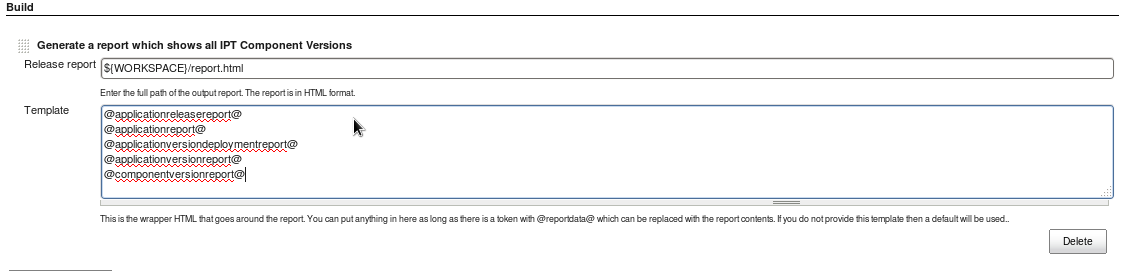 Build
Generate a report which shows all IPT Component Versions
Release report ${WORKSPACE}/report.html
Enter the full path of the output report. The report is in HTML format.
Template
@applicationreleasereport@
@applicationreport@
@applicationversiondeploymentreport@
@applicationversionreport@
@componentversionreport@
This is the wrapper HTML that goes around the report. You can put anything in here as long as there is a token with @reportdata@ which can be replaced with the report contents. If you do not provide this template then a default will be used..
Delete